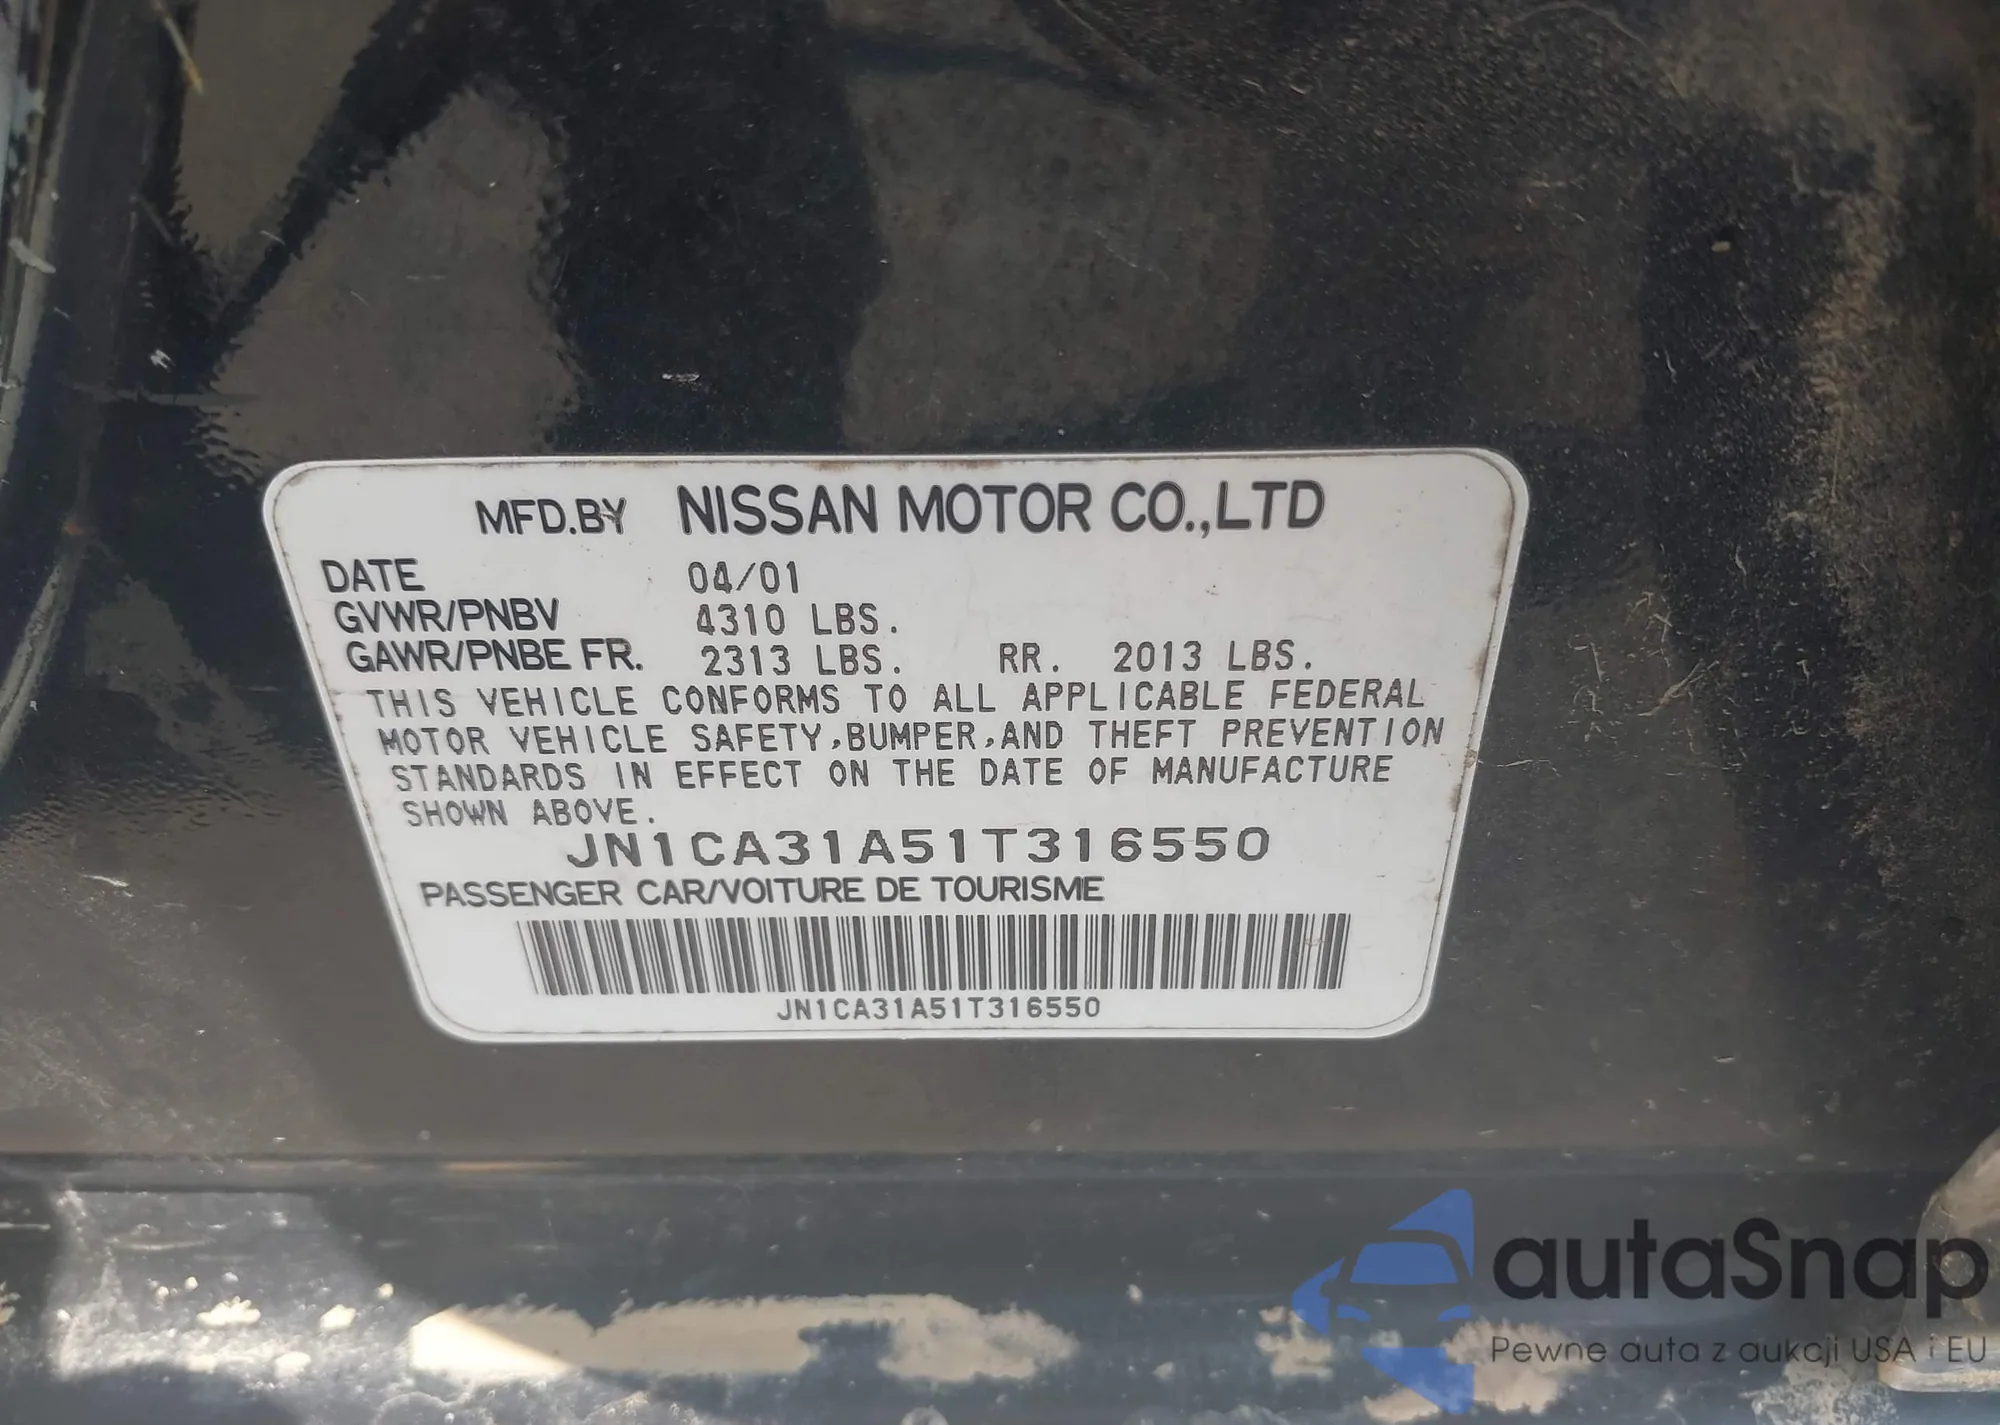 MFD.BY NISSAN MOTOR CO.,LTD
DATE 04/01
GVWR/PNBV 4310 LBS.
GAWR/PNBE FR. 2313 LBS. RR. 2013 LBS.
THIS VEHICLE CONFORMS TO ALL APPLICABLE FEDERAL
MOTOR VEHICLE SAFETY,BUMPER,AND THEFT PREVENTION
STANDARDS IN EFFECT ON THE DATE OF MANUFACTURE
SHOWN ABOVE.
JN1CA31A51T316550
PASSENGER CAR/VOITURE DE TOURISME
JN1CA31A51T316550
autaSnap
Pewne auta z aukcji USA i EU